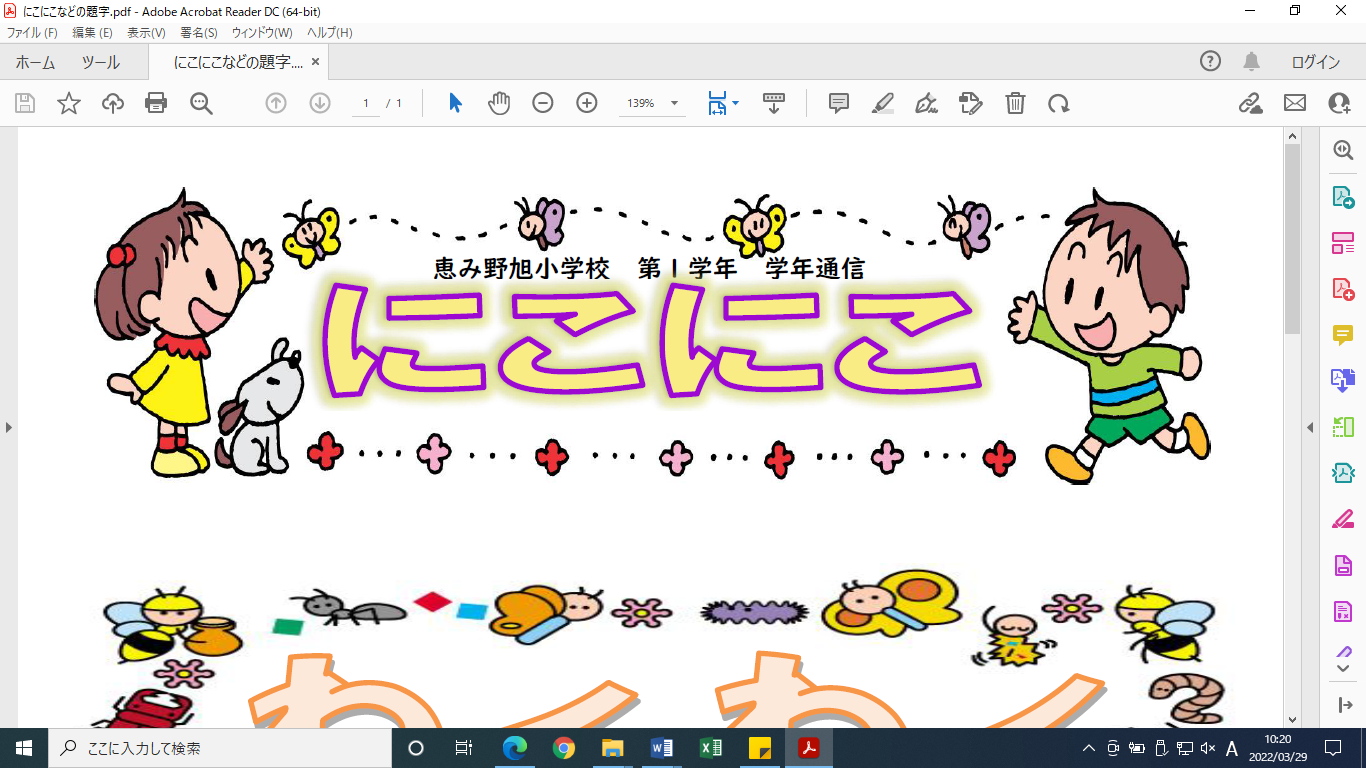 にこにこなどの題字.pdf - Adobe Acrobat Reader DC (64-bit)
ファイル(F) 編集(E) 表示(V) 署名(S) ウィンドウ(W) ヘルプ(H)
ホーム ツール にこにこなどの題字.... × ログイン
1 / 1 139%
恵み野旭小学校 第1学年 学年通信
にこにこ
ここに入力して検索
A
10:20
2022/03/29